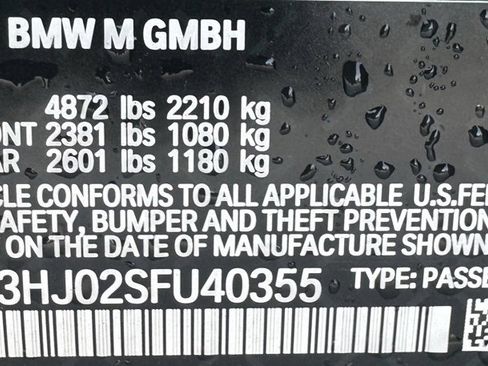 BMW M GMBH
4872 lbs 2210 kg
NT 2381 lbs 1080 kg
AR 2601 lbs 1180 kg
CLE CONFORMS TO ALL APPLICABLE U.S.FE
AFETY, BUMPER AND THEFT PREVENTION
ON THE DATE OF MANUFACTURE SHOWN
3HJ02SFU40355 TYPE: PASSE